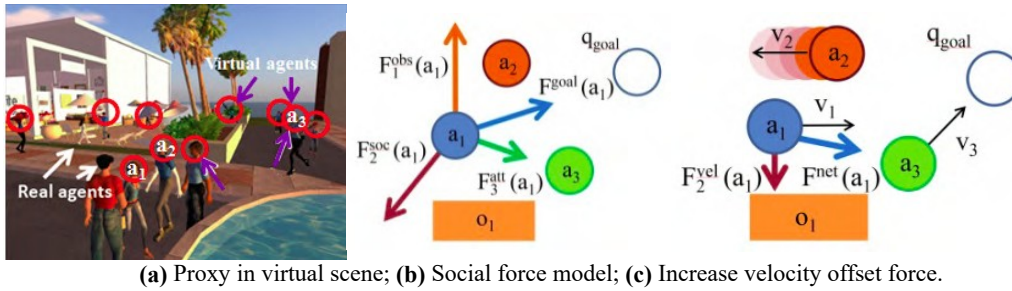 Virtual agents
a3
a2
a1
Real agents
F1obs(a1)
a2
qgoal
Fgoal(a1)
a1
F2soc(a1)
F3att(a1)
a3
o1
v2
a2
qgoal
a1
v1
a3
v3
F2vel(a1)
Fnet(a1)
o1
(a) Proxy in virtual scene; (b) Social force model; (c) Increase velocity offset force.